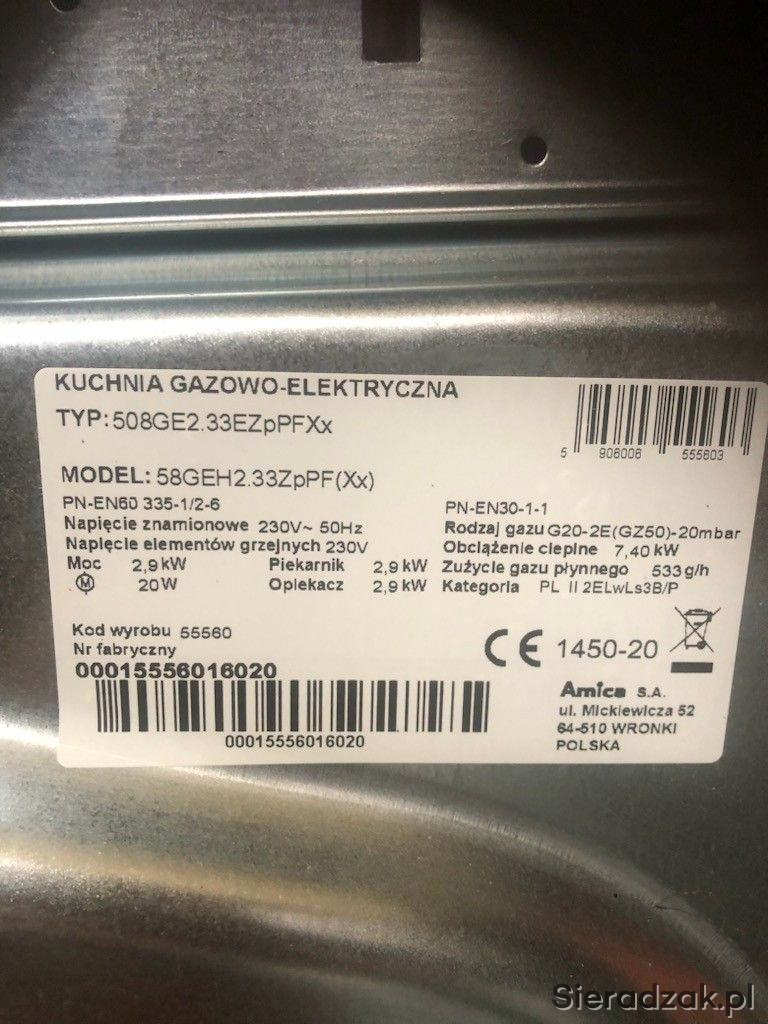 KUCHNIA GAZOWO-ELEKTRYCZNA
TYP: 508GE2.33EZpPFXx
5 906006 555603
MODEL: 58GEH2.33ZpPF(Xx)
PN-EN60 335-1/2-6
Napięcie znamionowe 230V~ 50Hz
Napięcie elementów grzejnych 230V
Moc 2,9kW Piekarnik 2,9 kW
M 20W Opiekacz 2,9 kW
PN-EN30-1-1
Rodzaj gazu G20-2E(GZ50)-20mbar
Obciążenie cieplne 7,40 kW
Zużycie gazu płynnego 533g/h
Kategoria PL II 2ELwLs3B/P
Kod wyrobu 55560
Nr fabryczny
00015556016020
00015556016020
CE 1450-20
Amica S.A.
ul. Mickiewicza 52
64-510 WRONKI
POLSKA
Sieradzak.pl